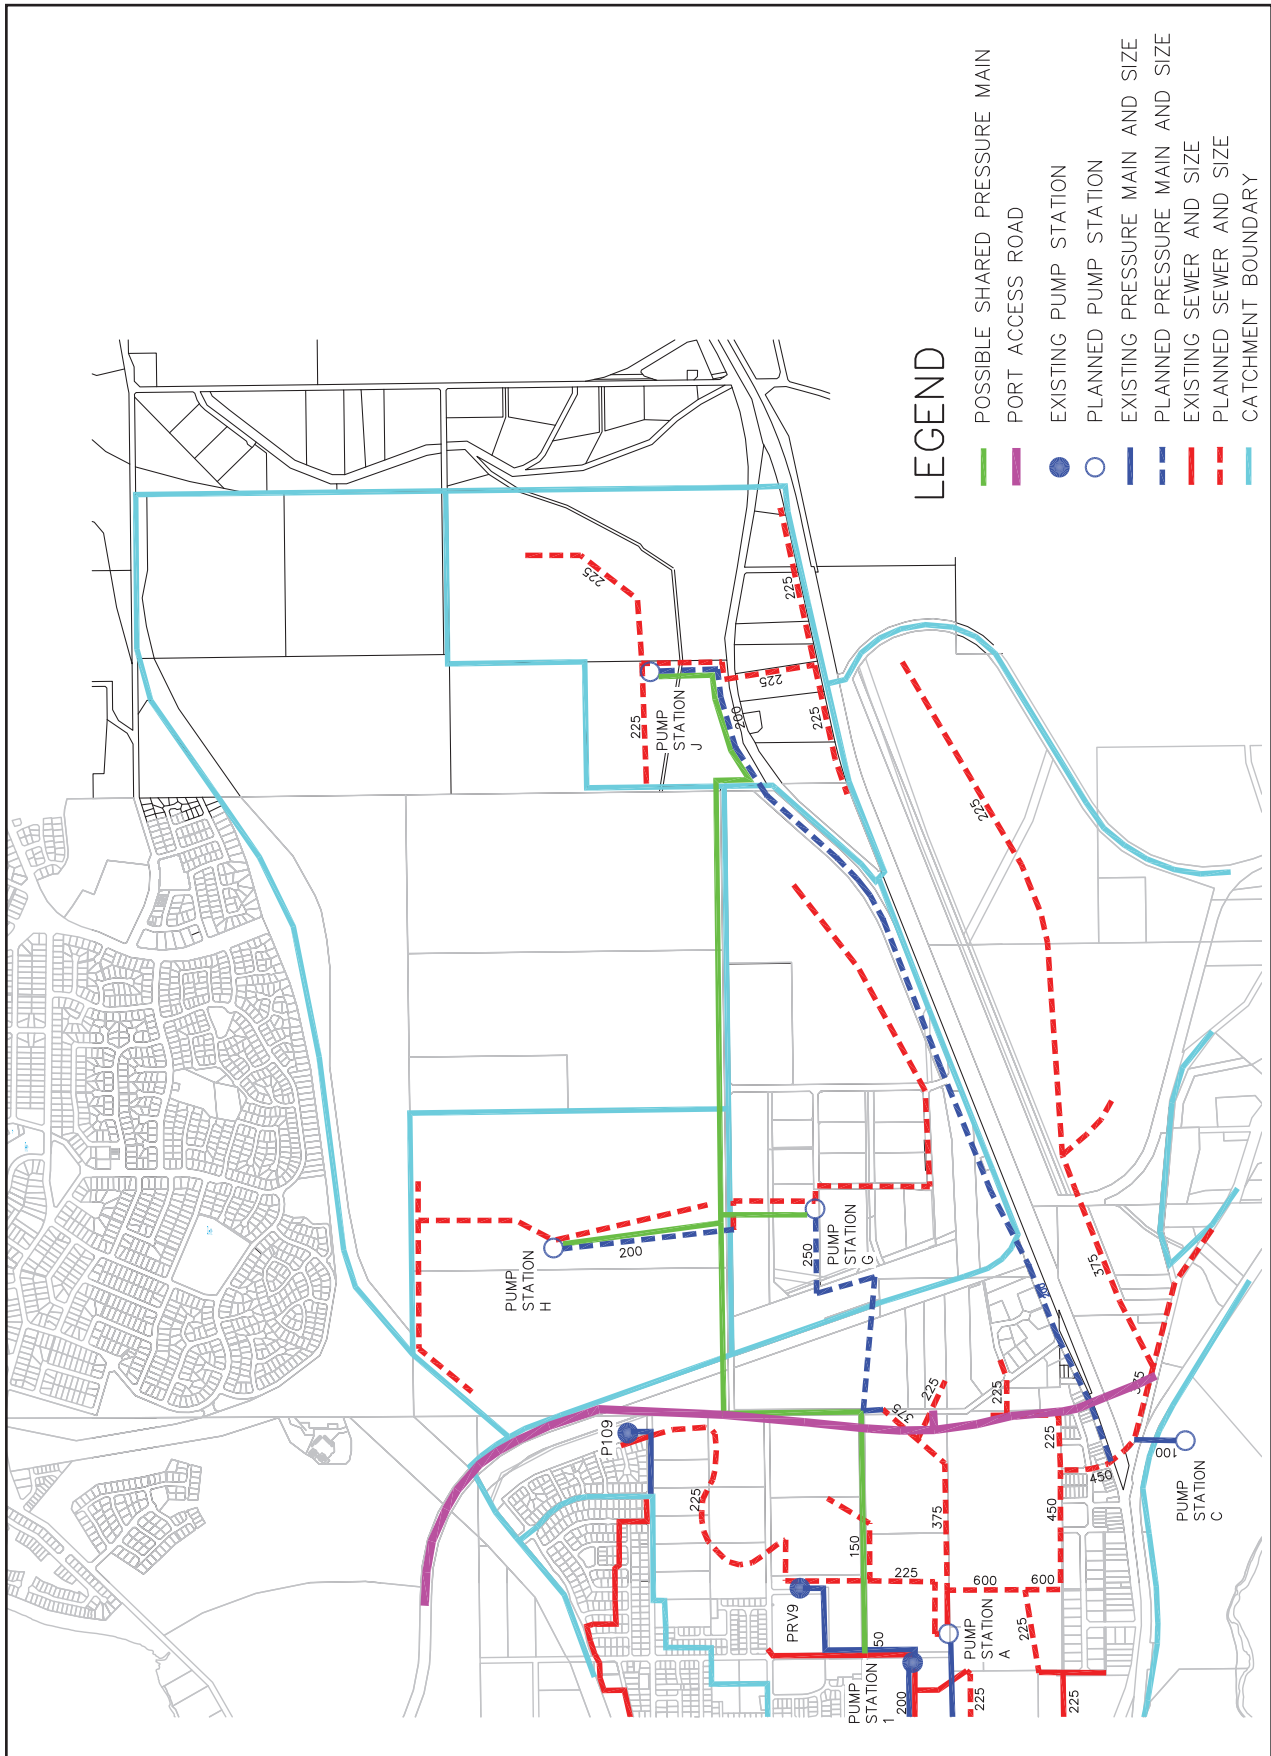 LEGEND
POSSIBLE SHARED PRESSURE MAIN
PORT ACCESS ROAD
EXISTING PUMP STATION
PLANNED PUMP STATION
EXISTING PRESSURE MAIN AND SIZE
PLANNED PRESSURE MAIN AND SIZE
EXISTING SEWER AND SIZE
PLANNED SEWER AND SIZE
CATCHMENT BOUNDARY
225
225
PUMP
STATION
J
200
225
225
225
225
PUMP
STATION
H
200
250
PUMP
STATION
G
375
375
225
225
P109
225
225
450
100
PUMP
STATION
C
450
375
150
225
600
600
225
PRV9
50
PUMP
STATION
A
PUMP
STATION
1
200
225
225